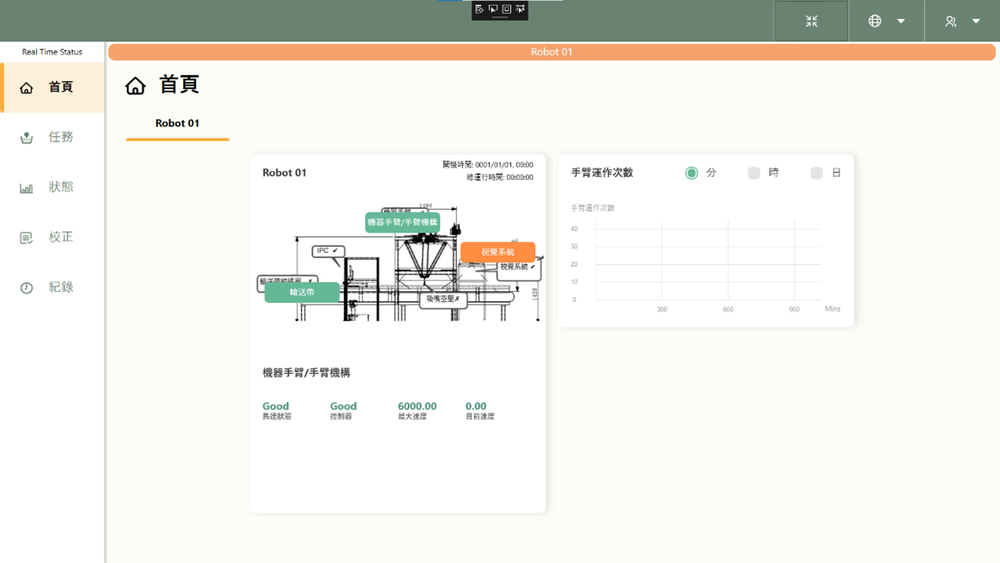 Real Time Status
Robot 01
首頁
任務
狀態
校正
紀錄
首頁
Robot 01
Robot 01
開機時間: 0001/01/01, 00:00
總運行時間: 00:00:00
1480
機器手臂/手臂機構
視覺系統
IPC ✔
視覺系統 ✔
輸送帶
吸嘴空壓✗
1428
機器手臂/手臂機構
Good
馬達狀態
Good
控制器
6000.00
最大速度
0.00
目前速度
手臂運作次數
分
時
日
手臂運作次數
40
30
20
10
0
300
600
900
Mins